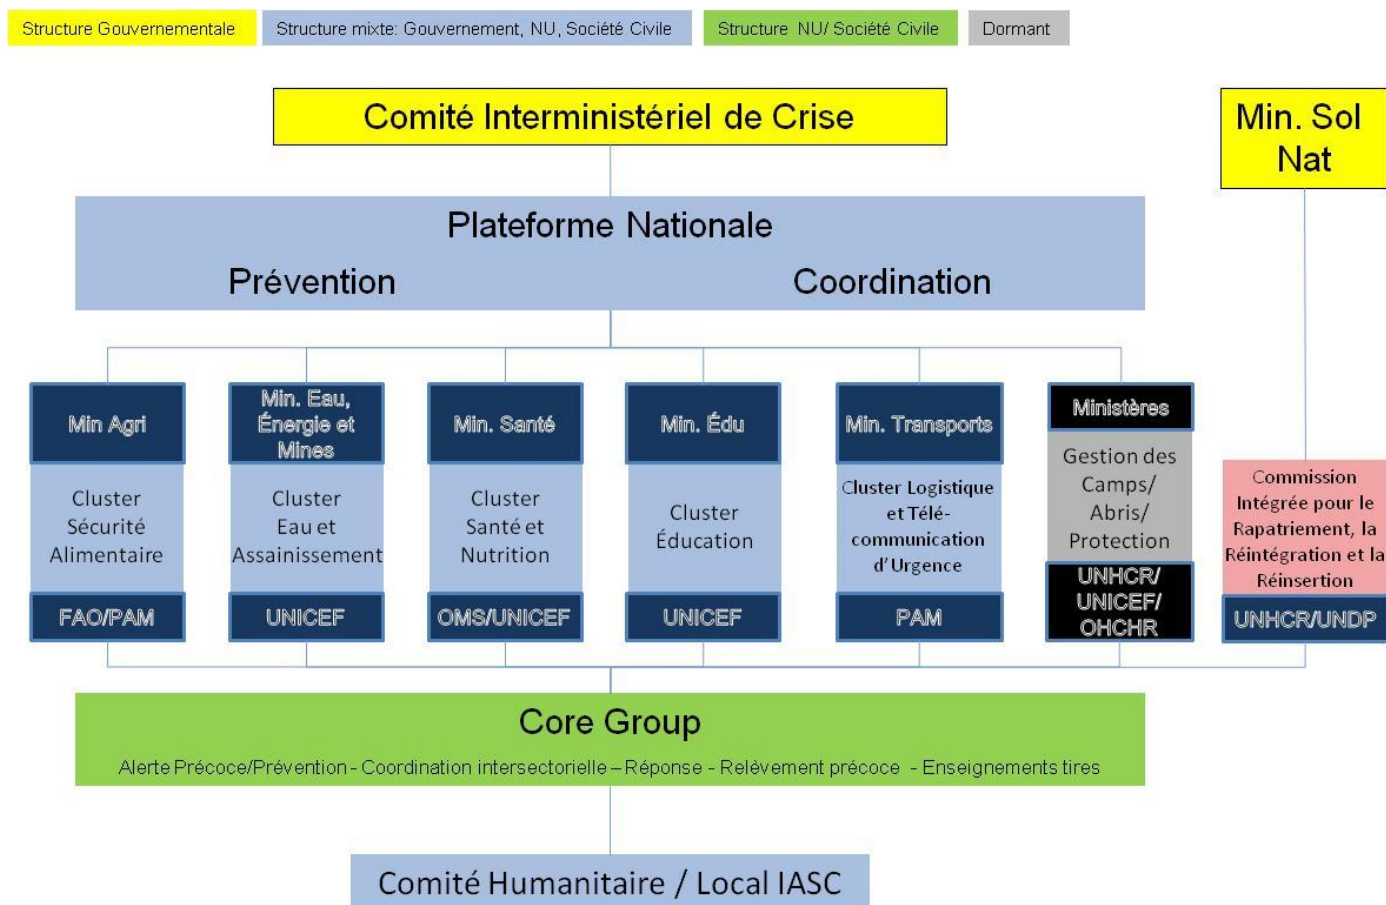 Structure Gouvernementale
Structure mixte: Gouvernement, NU, Société Civile
Structure NU/ Société Civile
Dormant
Comité Interministériel de Crise
Min. Sol
Nat
Plateforme Nationale
Prévention
Coordination
Min Agri
Cluster
Sécurité
Alimentaire
FAO/PAM
Min. Eau,
Énergie et
Mines
Cluster
Eau et
Assainissement
UNICEF
Min. Santé
Cluster
Santé et
Nutrition
OMS/UNICEF
Min. Édu
Cluster
Éducation
UNICEF
Min. Transports
Cluster Logistique
et Télé-
communication
d'Urgence
PAM
Ministères
Gestion des
Camps/
Abris/
Protection
UNHCR/
UNICEF/
OHCHR
Commission
Intégrée pour le
Rapatriement, la
Réintégration et la
Réinsertion
UNHCR/UNDP
Core Group
Alerte Précoce/Prévention - Coordination intersectorielle – Réponse - Relèvement précoce - Enseignements tires
Comité Humanitaire / Local IASC